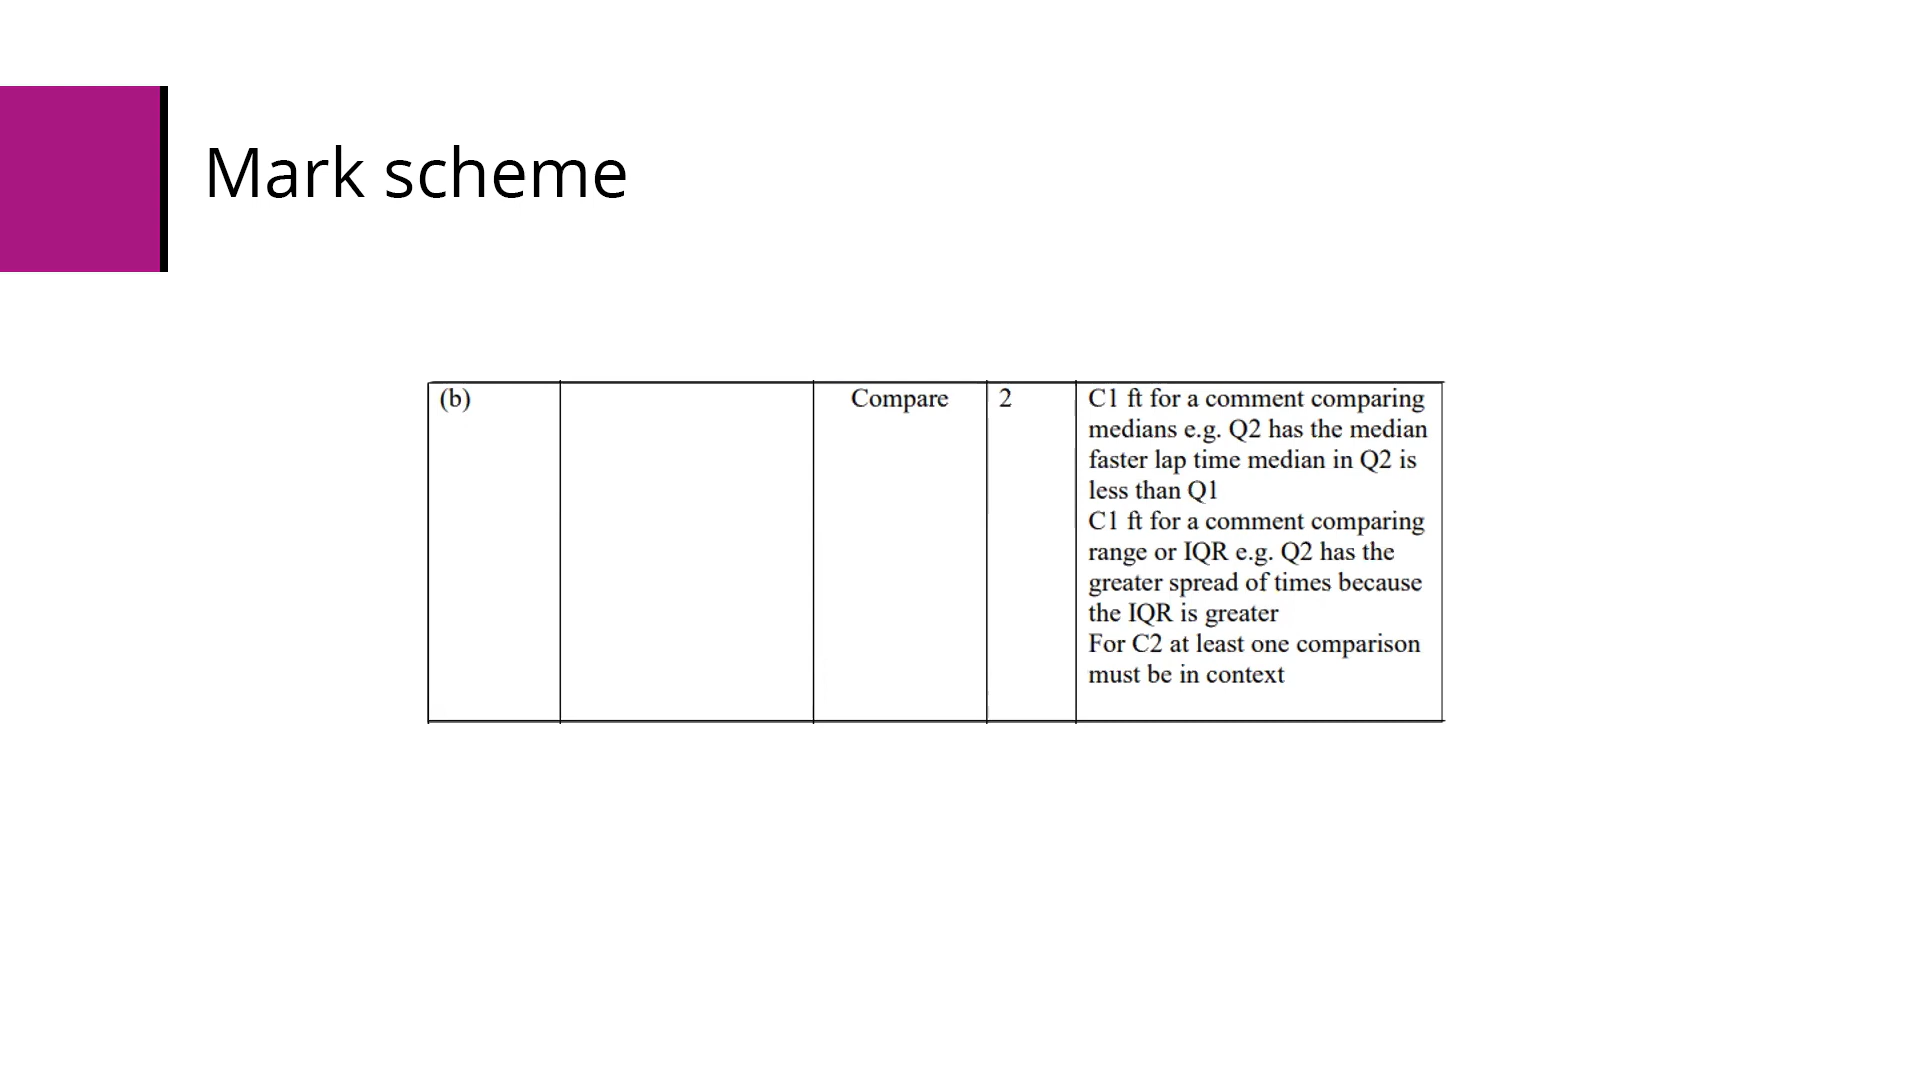 Mark scheme
(b) Compare 2 C1 ft for a comment comparing
medians e.g. Q2 has the median
faster lap time median in Q2 is
less than Q1
C1 ft for a comment comparing
range or IQR e.g. Q2 has the
greater spread of times because
the IQR is greater
For C2 at least one comparison
must be in context